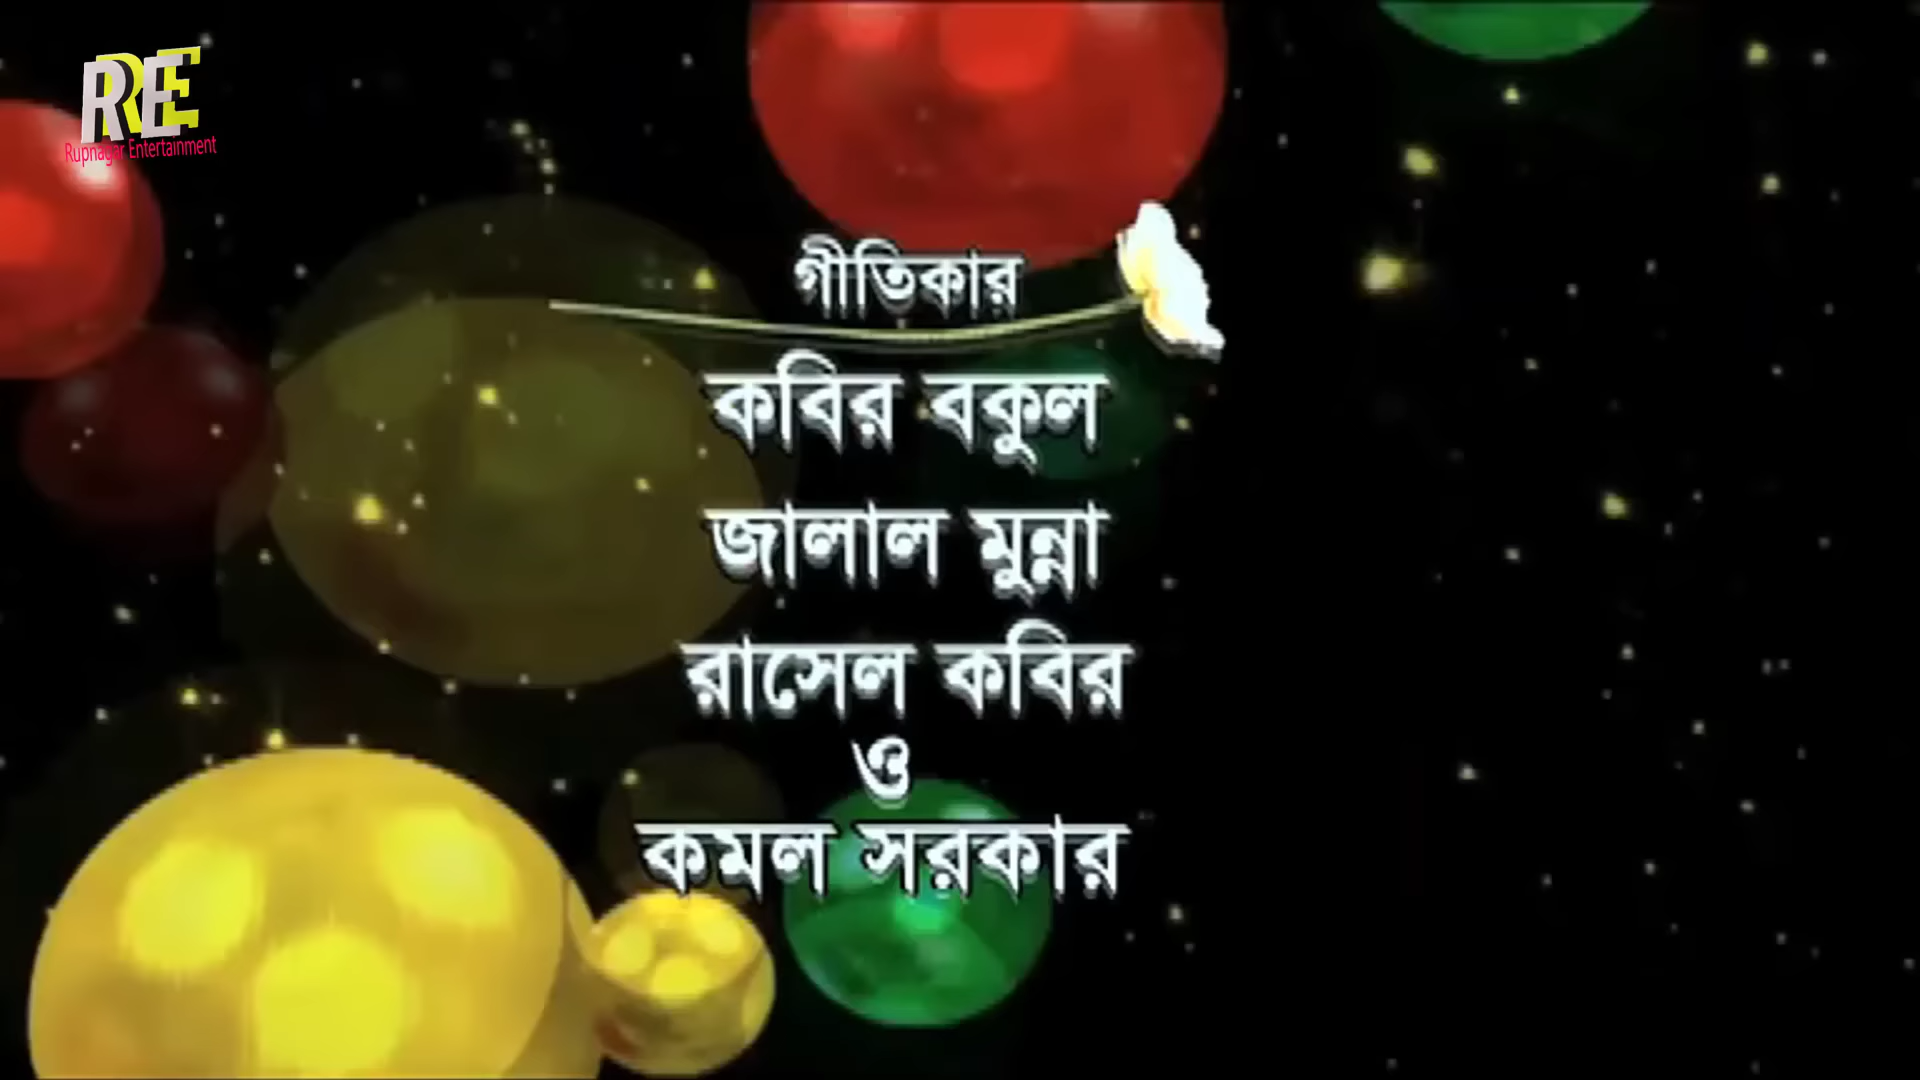 RE
Rupnagar Entertainment
গীতিকার
কবির বকুল
জালাল মুন্না
রাসেল কবির
ও
কমল সরকার